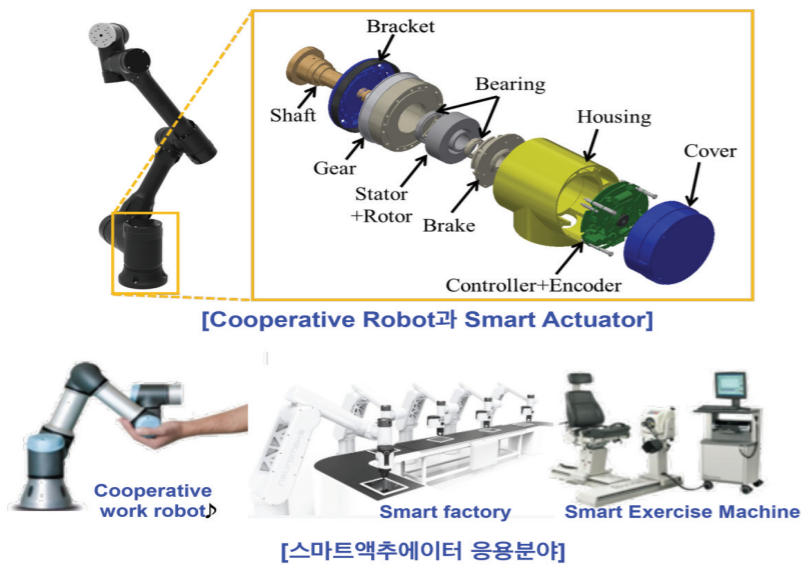 Bracket
Shaft
Bearing
Gear
Housing
Stator
+Rotor
Cover
Brake
Controller+Encoder
[Cooperative Robot과 Smart Actuator]
Cooperative
work robot♪
Smart factory
Smart Exercise Machine
[스마트액추에이터 응용분야]